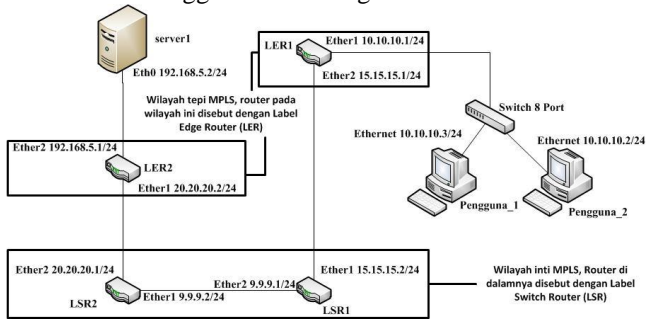 server1
Eth0 192.168.5.2/24
LER1
Ether1 10.10.10.1/24
Ether2 15.15.15.1/24
Wilayah tepi MPLS, router pada
wilayah ini disebut dengan Label
Edge Router (LER)
Switch 8 Port
Ethernet 10.10.10.3/24
Ethernet 10.10.10.2/24
Pengguna_1
Pengguna_2
Ether2 192.168.5.1/24
LER2
Ether1 20.20.20.2/24
Ether2 20.20.20.1/24
LSR2
Ether1 9.9.9.2/24
Ether2 9.9.9.1/24
Ether1 15.15.15.2/24
LSR1
Wilayah inti MPLS, Router di
dalamnya disebut dengan Label
Switch Router (LSR)